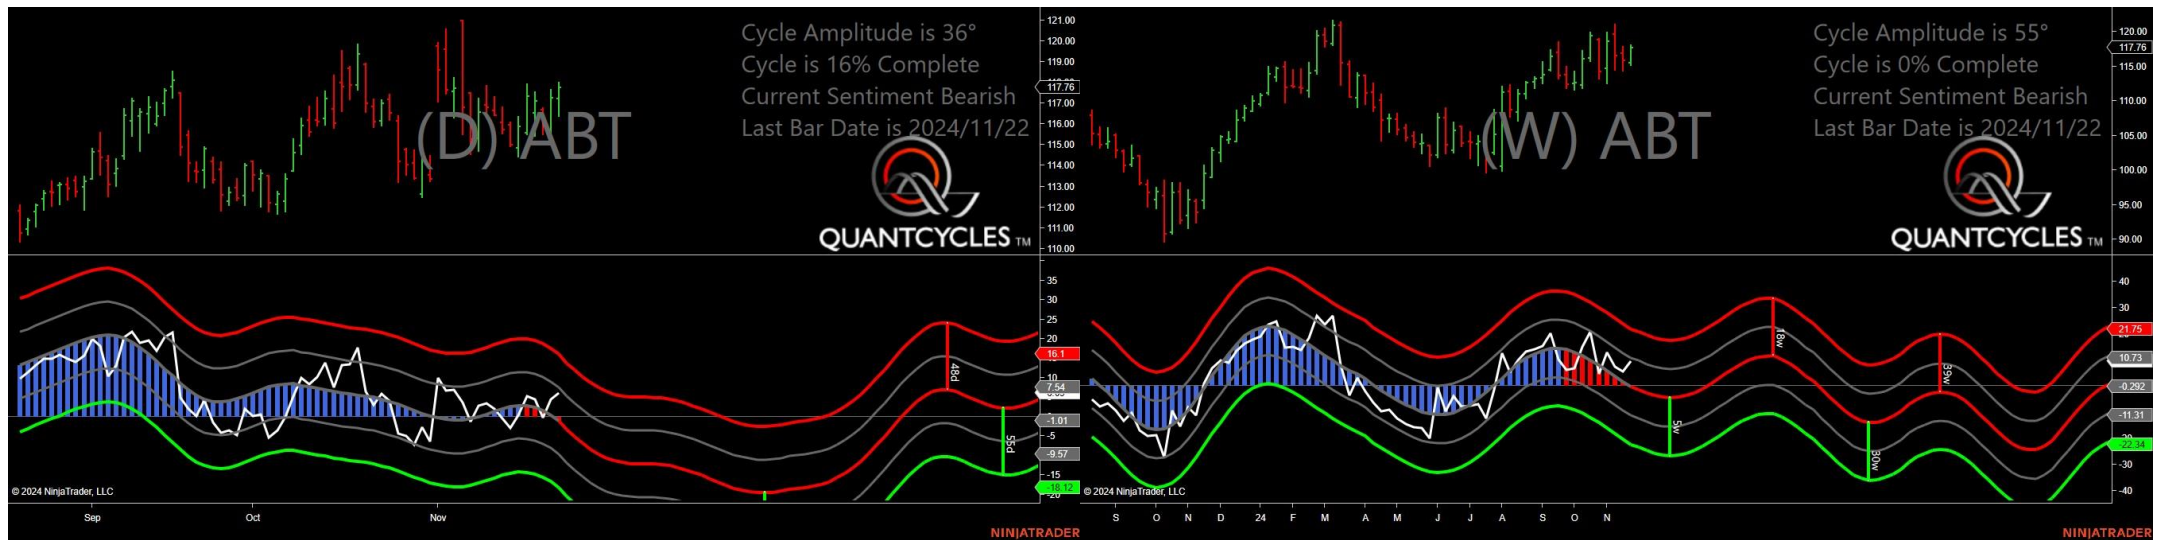 Cycle Amplitude is 36°
Cycle is 16% Complete
Current Sentiment Bearish
Last Bar Date is 2024/11/22
(D) ABT
QUANTCYCLES TM
121.00
120.00
119.00
117.76
117.00
116.00
115.00
114.00
113.00
112.00
111.00
110.00
35
30
25
20
16.1
10
7.54
-1.01
-5
-9.57
-15
-18.12
48d
55d
© 2024 NinjaTrader, LLC
Sep Oct Nov
NINJATRADER
Cycle Amplitude is 55°
Cycle is 0% Complete
Current Sentiment Bearish
Last Bar Date is 2024/11/22
(W) ABT
QUANTCYCLES TM
120.00
117.76
115.00
110.00
105.00
100.00
95.00
90.00
40
30
21.75
10.73
-0.292
-11.31
-22.34
-30
-40
5w
18w
30w
39w
© 2024 NinjaTrader, LLC
S O N D 24 F M A M J J A S O N
NINJATRADER